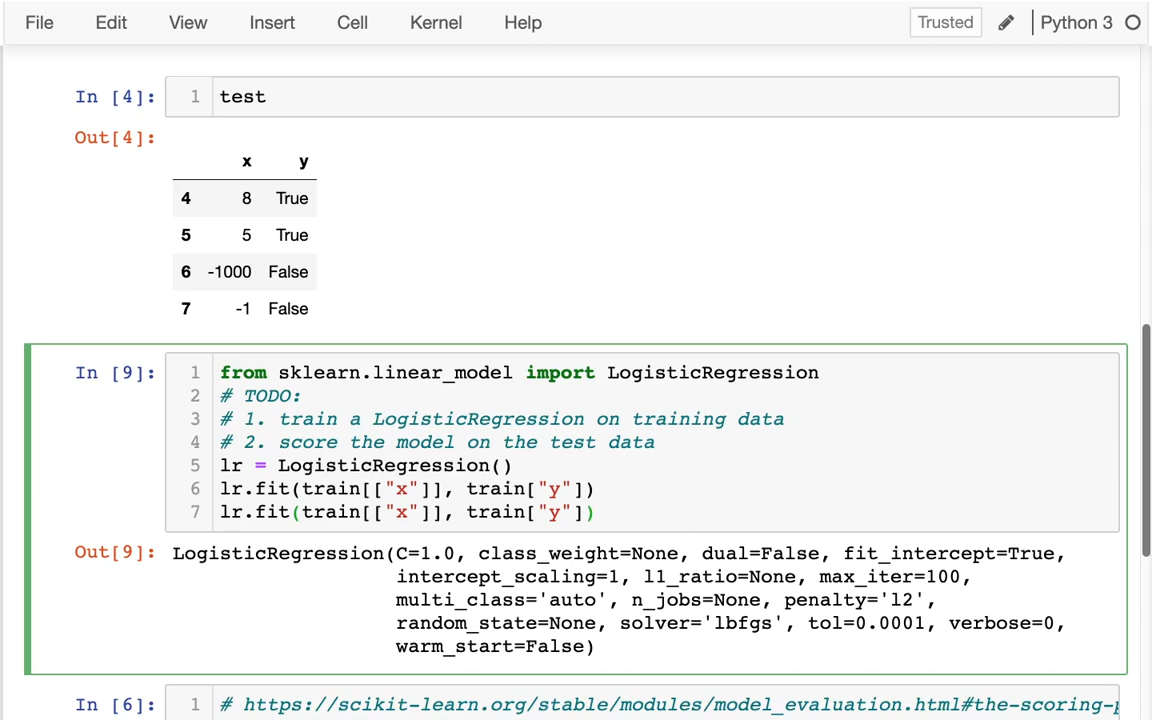 File Edit View Insert Cell Kernel Help Trusted Python 3
In [4]: 1 test
Out[4]:
x y
4 8 True
5 5 True
6 -1000 False
7 -1 False
In [9]: 1 from sklearn.linear_model import LogisticRegression
2 # TODO:
3 # 1. train a LogisticRegression on training data
4 # 2. score the model on the test data
5 lr = LogisticRegression()
6 lr.fit(train[["x"]], train["y"])
7 lr.fit(train[["x"]], train["y"])
Out[9]: LogisticRegression(C=1.0, class_weight=None, dual=False, fit_intercept=True,
intercept_scaling=1, l1_ratio=None, max_iter=100,
multi_class='auto', n_jobs=None, penalty='l2',
random_state=None, solver='lbfgs', tol=0.0001, verbose=0,
warm_start=False)
In [6]: 1 # https://scikit-learn.org/stable/modules/model_evaluation.html#the-scoring-